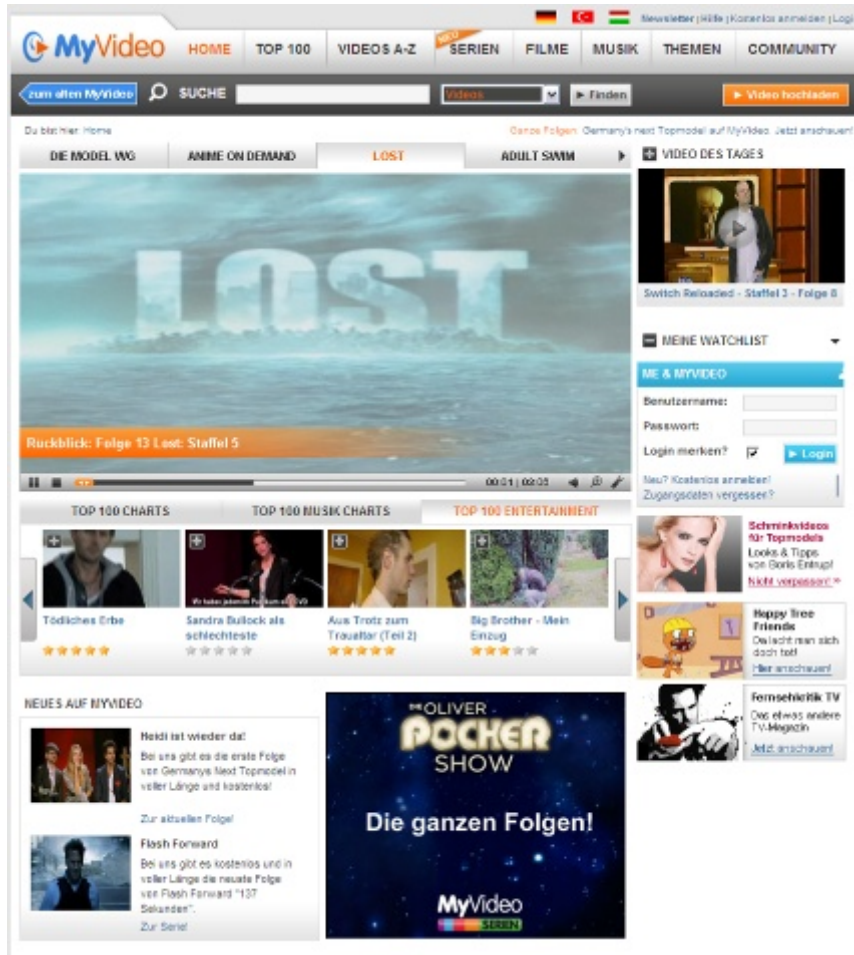 Newsletter | Hilfe | Kostenlos anmelden | Logi
MyVideo
HOME
TOP 100
VIDEOS A-Z
NEU
SERIEN
FILME
MUSIK
THEMEN
COMMUNITY
zum alten MyVideo
SUCHE
Videos
Finden
Video hochladen
Du bist hier: Home
Ganze Folgen: Germany's next Topmodel auf MyVideo. Jetzt anschauen!
DIE MODEL WG
ANIME ON DEMAND
LOST
ADULT SWIM
LOST
Rückblick: Folge 13 Lost: Staffel 5
TOP 100 CHARTS
TOP 100 MUSIK CHARTS
TOP 100 ENTERTAINMENT
Tödliches Erbe
Sandra Bullock als
schlechteste
Aus Trotz zum
Traualtar (Teil 2)
Big Brother - Mein
Einzug
NEUES AUF MYVIDEO
Heidi ist wieder da!
Bei uns gibt es die erste Folge
von Germanys Next Topmodel in
voller Länge und kostenlos!
Zur aktuellen Folge!
Flash Forward
Bei uns gibt es kostenlos und in
voller Länge die neuste Folge
von Flash Forward "137
Sekunden".
Zur Serie!
DIE OLIVER
POCHER
SHOW
Die ganzen Folgen!
MyVideo
SERIEN
VIDEO DES TAGES
Switch Reloaded - Staffel 3 - Folge 8
MEINE WATCHLIST
ME & MYVIDEO
Benutzername:
Passwort:
Login merken?
Login
Neu? Kostenlos anmelden!
Zugangsdaten vergessen?
Schminkvideos
für Topmodels
Looks & Tipps
von Boris Entrup!
Nicht verpassen! »
Happy Tree
Friends
Da lacht man sich
doch tot!
Hier anschauen!
Fernsehkritik TV
Das etwas andere
TV-Magazin
Jetzt anschauen!